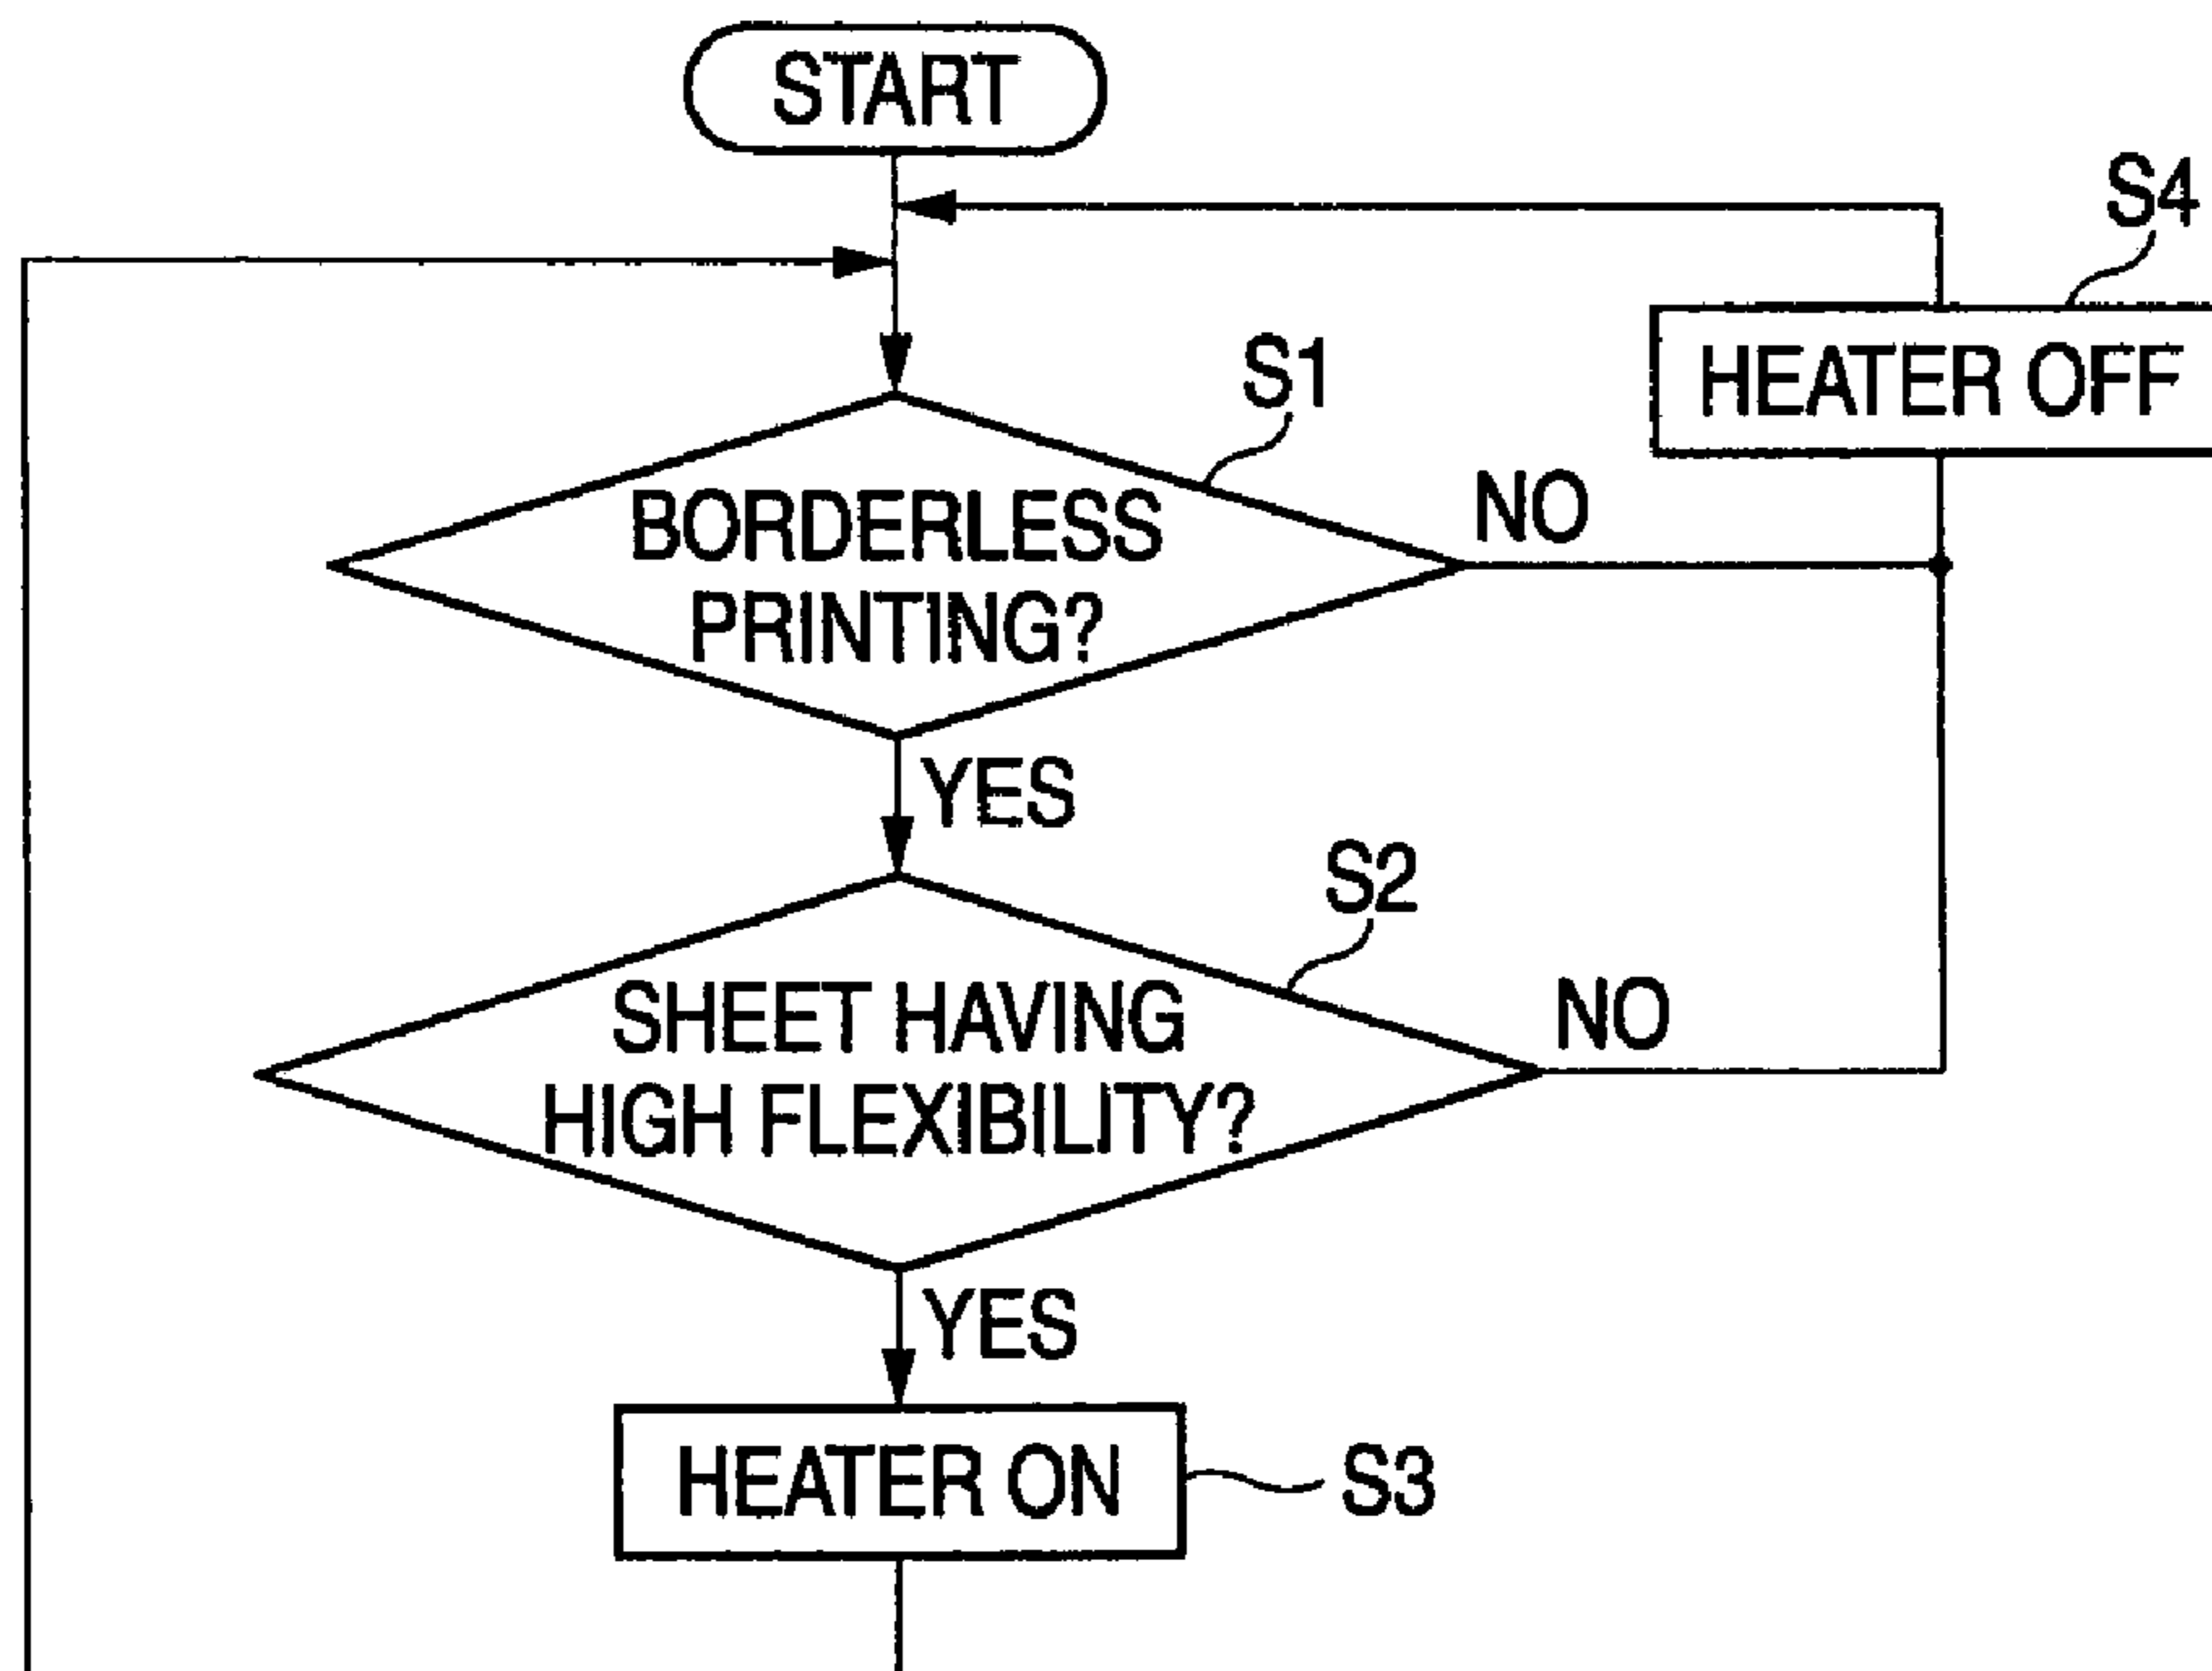 START
S4
HEATER OFF
S1
BORDERLESS
PRINTING?
NO
YES
S2
SHEET HAVING
HIGH FLEXIBILITY?
NO
YES
HEATER ON
S3